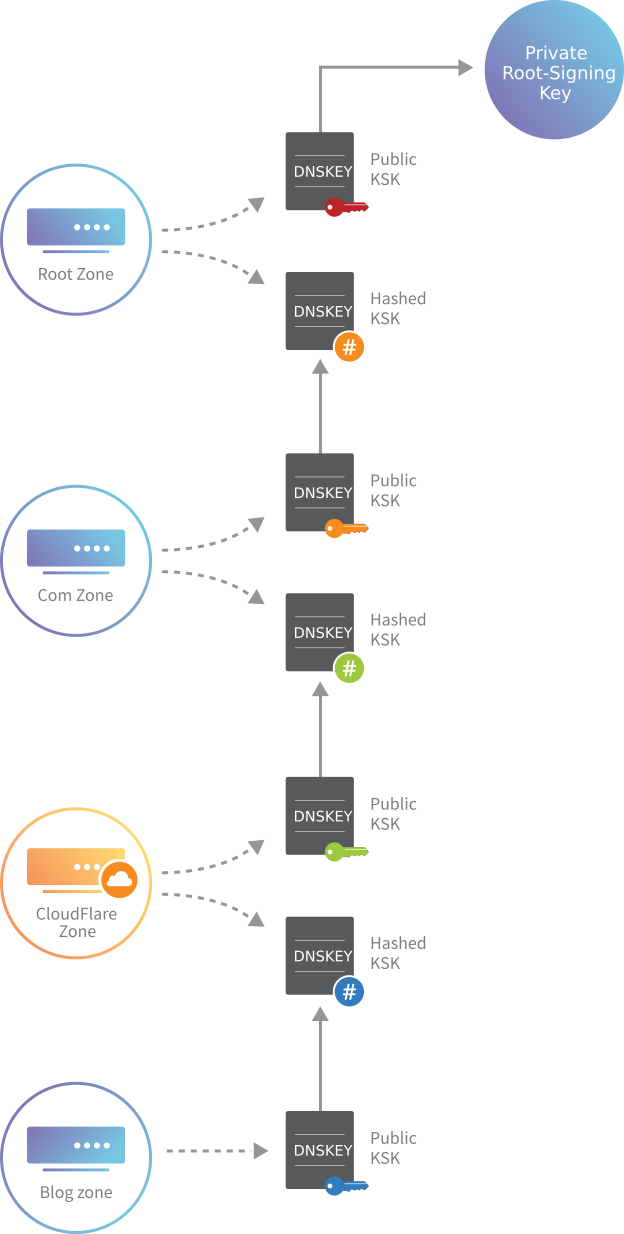 Private
Root-Signing
Key
DNSKEY
Public
KSK
Root Zone
DNSKEY
#
Hashed
KSK
DNSKEY
Public
KSK
Com Zone
DNSKEY
#
Hashed
KSK
DNSKEY
Public
KSK
CloudFlare
Zone
DNSKEY
#
Hashed
KSK
DNSKEY
Public
KSK
Blog zone